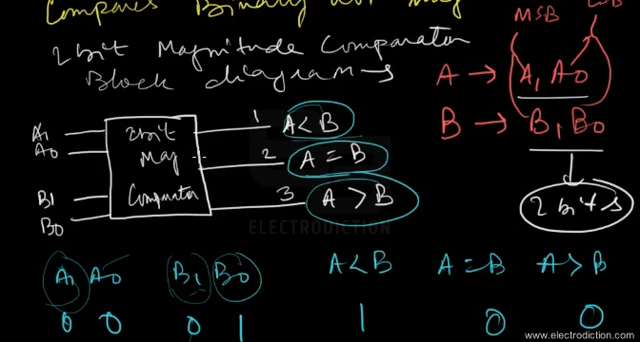 Compares Binary
MSB
2 bit Magnitude Comparator
Block diagram →
A → A1 A0
B → B1 B0
2 bits
A1
A0
B1
B0
2 bit
Mag
Comparator
1 A<B
2 A=B
3 A>B
ELECTRODICTION
A1 A0 B1 B0 A<B A=B A>B
0 0 0 1 1 0 0
www.electrodiction.com